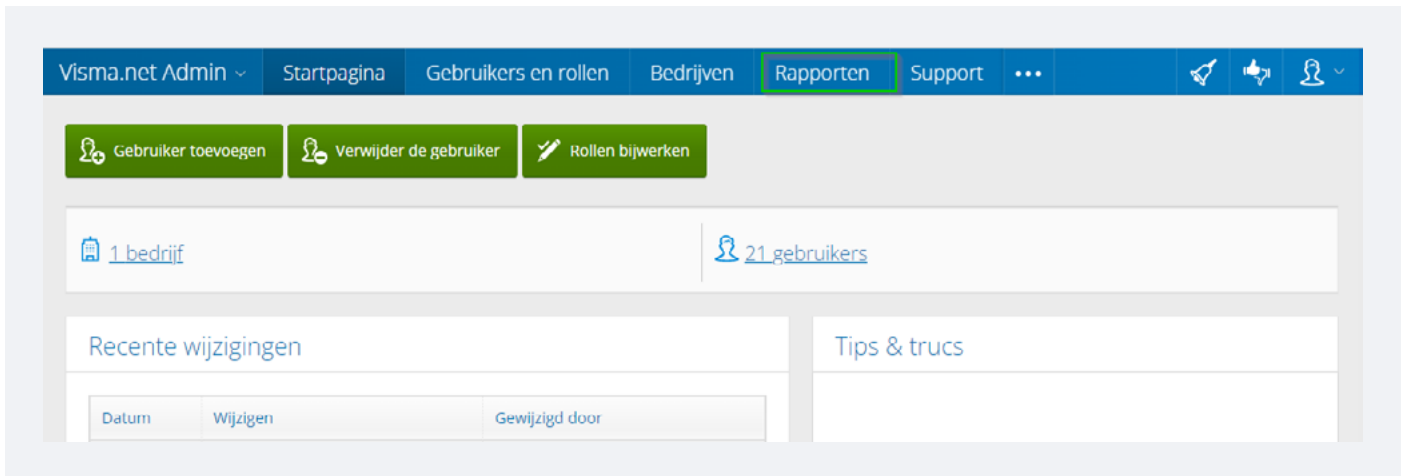 Visma.net Admin Startpagina Gebruikers en rollen Bedrijven Rapporten Support •••
Gebruiker toevoegen Verwijder de gebruiker Rollen bijwerken
1 bedrijf 21 gebruikers
Recente wijzigingen Tips & trucs
Datum Wijzigen Gewijzigd door